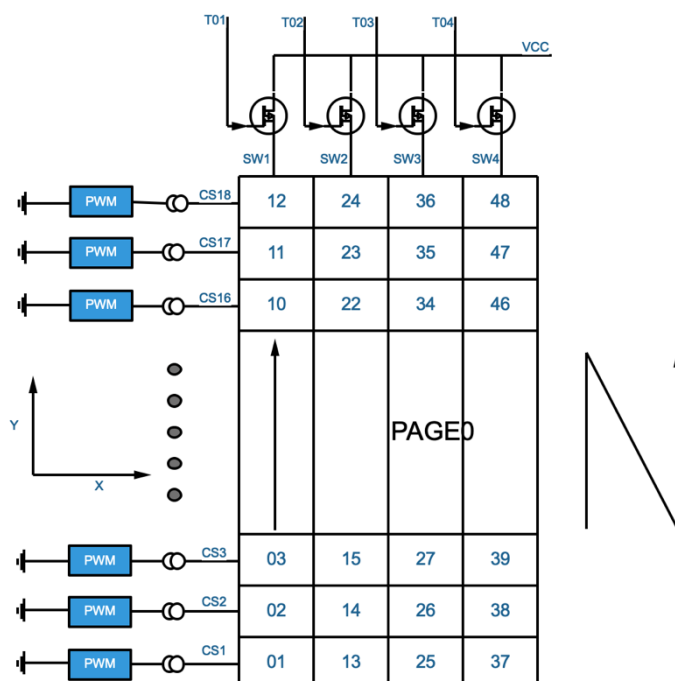 T01 T02 T03 T04
VCC
SW1 SW2 SW3 SW4
PWM CS18 12 24 36 48
PWM CS17 11 23 35 47
PWM CS16 10 22 34 46
Y
PAGE0
X
PWM CS3 03 15 27 39
PWM CS2 02 14 26 38
PWM CS1 01 13 25 37